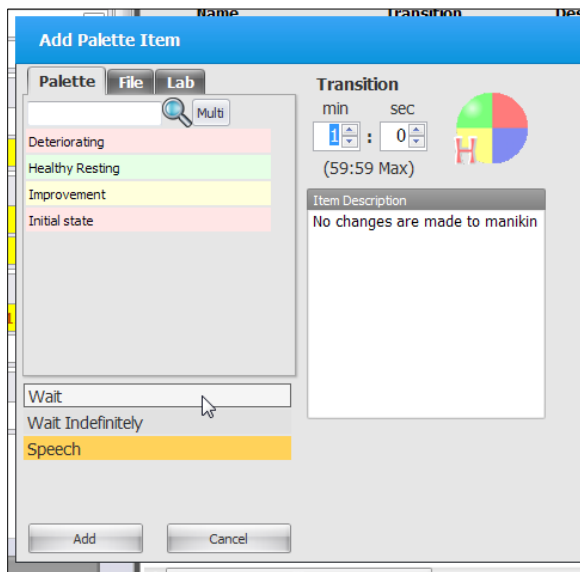 Name Transition
Add Palette Item
Palette File Lab
Multi
Deteriorating
Healthy Resting
Improvement
Initial state
Wait
Wait Indefinitely
Speech
Add Cancel
Transition
min sec
1 : 0
(59:59 Max)
H
Item Description
No changes are made to manikin